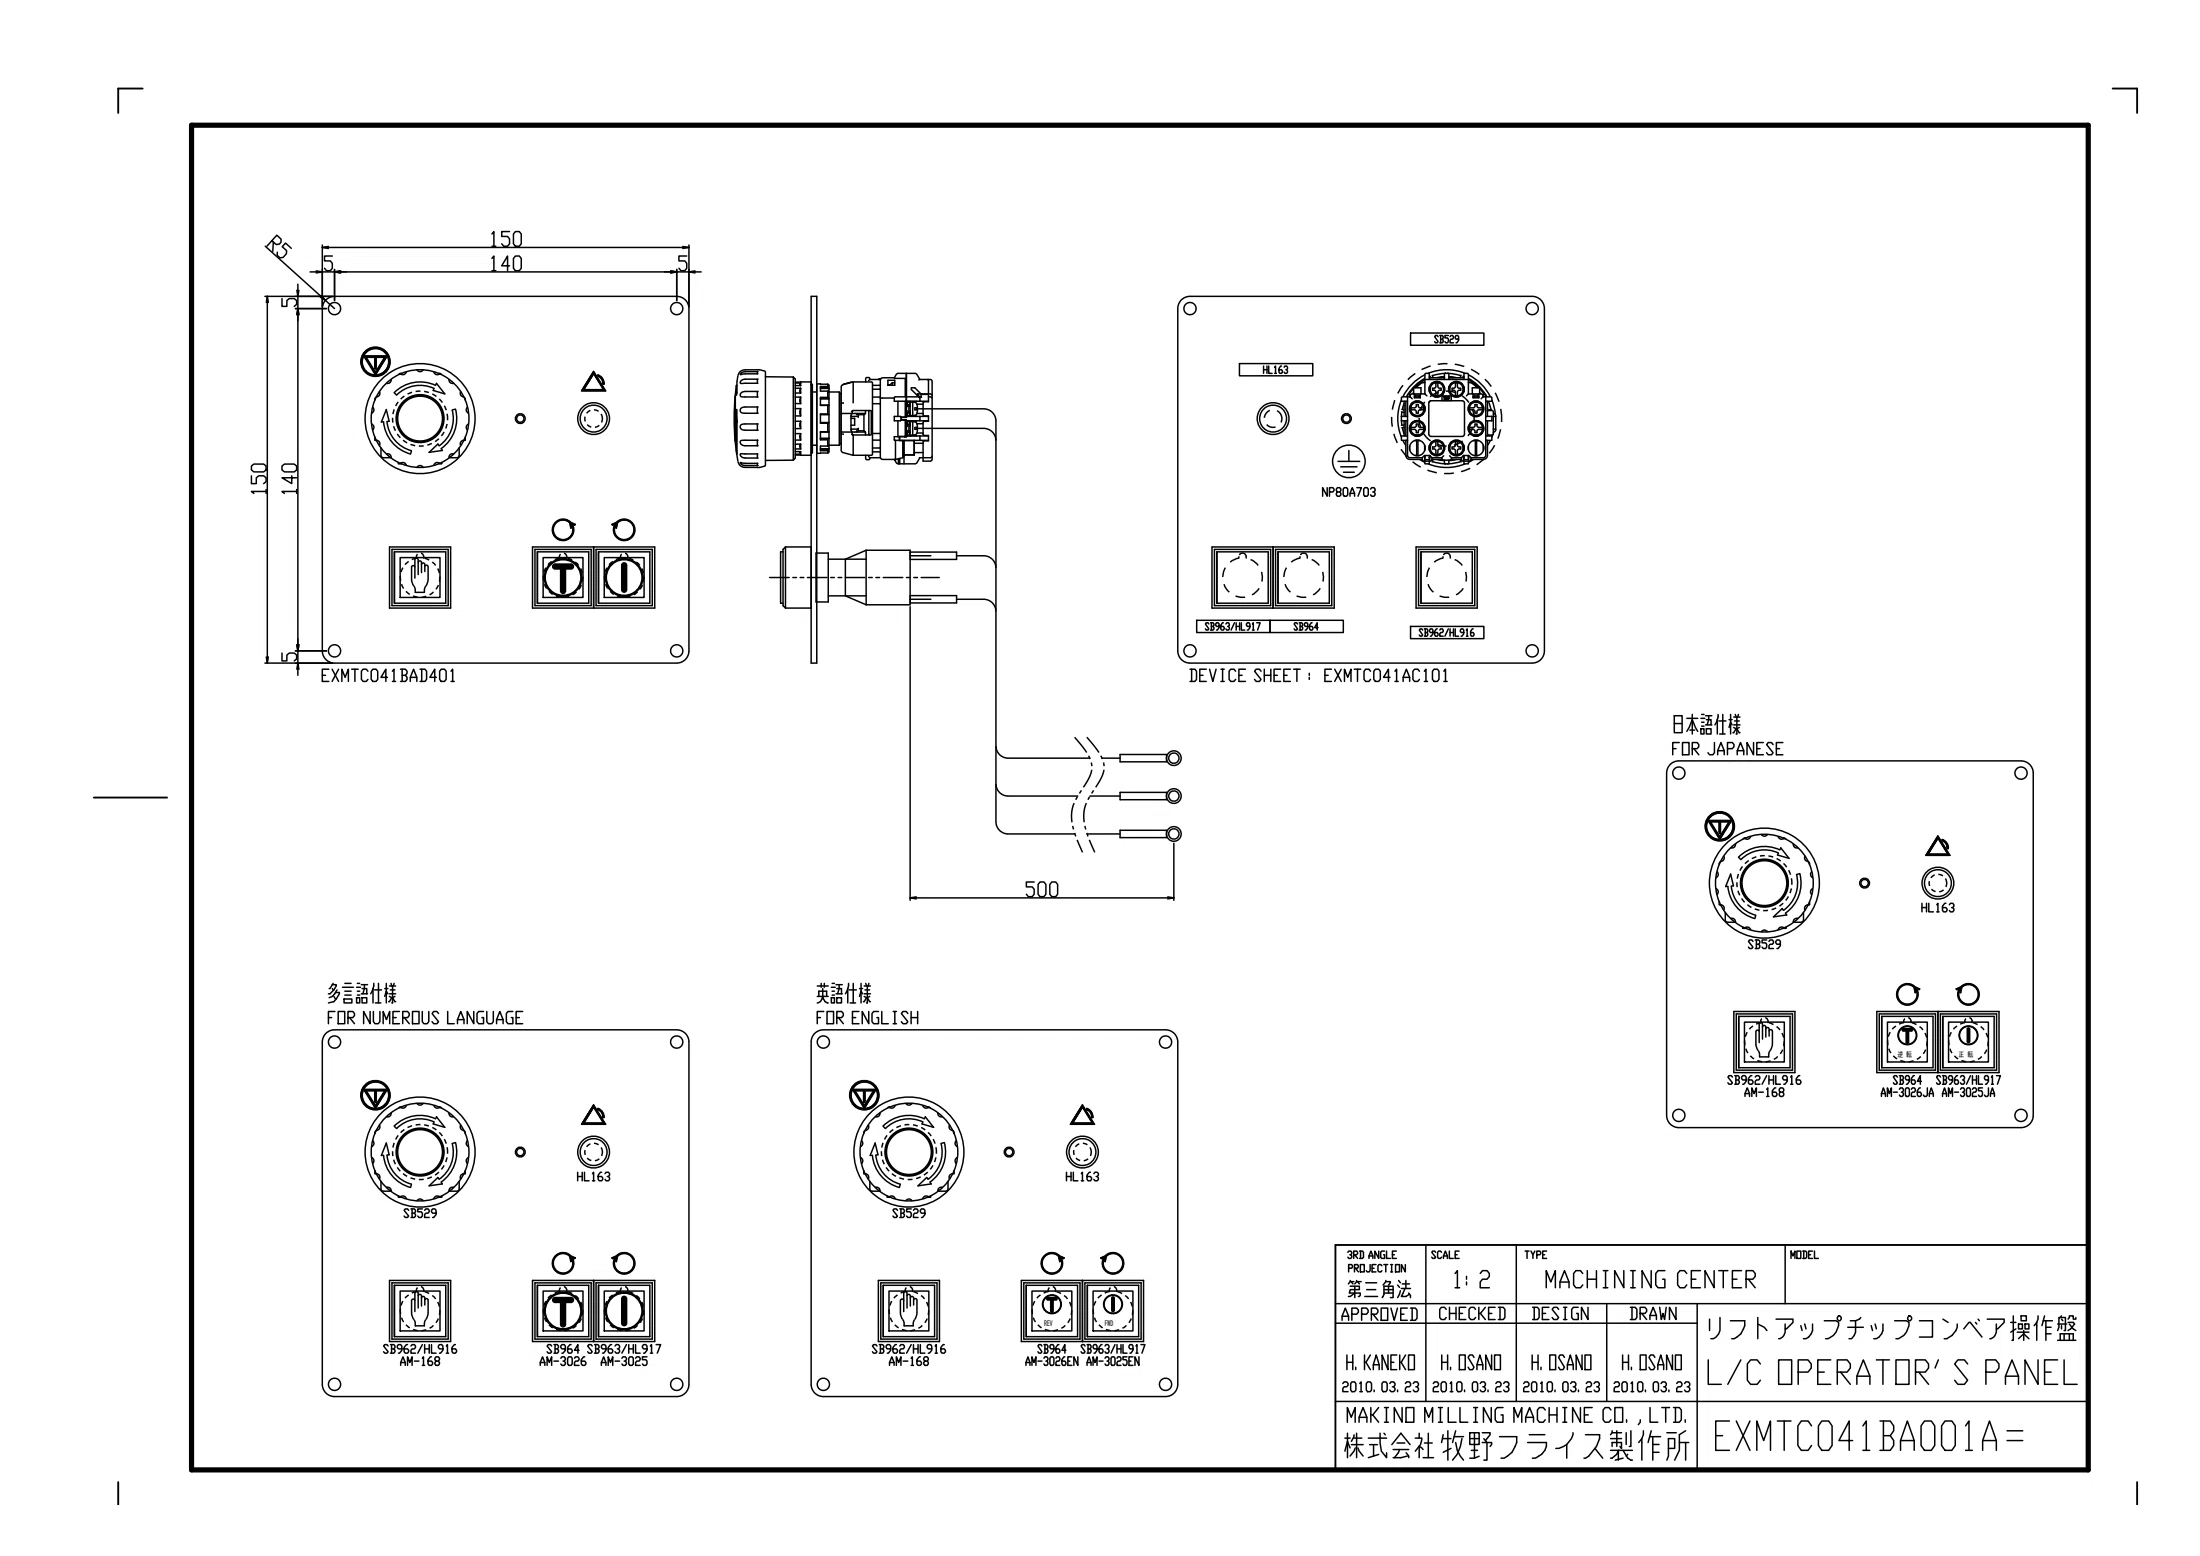 R5
150
5
140
5
5
150
140
5
EXMTC041BAD401
500
SB529
HL163
NP80A703
SB963/HL917
SB964
SB962/HL916
DEVICE SHEET: EXMTC041AC101
日本語仕様
FOR JAPANESE
HL163
SB529
逆転
正転
SB962/HL916
AM-168
SB964
AM-3026JA
SB963/HL917
AM-3025JA
多言語仕様
FOR NUMEROUS LANGUAGE
HL163
SB529
SB962/HL916
AM-168
SB964
AM-3026
SB963/HL917
AM-3025
英語仕様
FOR ENGLISH
HL163
SB529
REV
FWD
SB962/HL916
AM-168
SB964
AM-3026EN
SB963/HL917
AM-3025EN
3RD ANGLE
PROJECTION
第三角法
SCALE
1:2
TYPE
MACHINING CENTER
MODEL
APPROVED
CHECKED
DESIGN
DRAWN
H. KANEKO
H. OSANO
H. OSANO
H. OSANO
2010. 03. 23
2010. 03. 23
2010. 03. 23
2010. 03. 23
リフトアップチップコンベア操作盤
L/C OPERATOR'S PANEL
MAKINO MILLING MACHINE CO.,LTD.
株式会社牧野フライス製作所
EXMTC041BA001A=